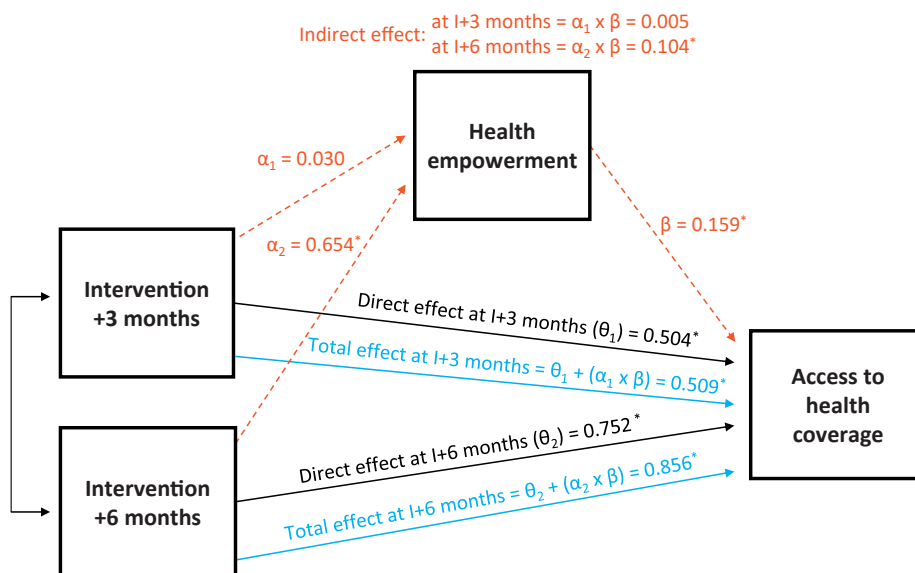 Indirect effect: at I+3 months = α₁ x β = 0.005
at I+6 months = α₂ x β = 0.104*
Health
empowerment
α₁ = 0.030
α₂ = 0.654*
β = 0.159*
Intervention
+3 months
Direct effect at I+3 months (θ₁) = 0.504*
Total effect at I+3 months = θ₁ + (α₁ x β) = 0.509*
Access to
health
coverage
Intervention
+6 months
Direct effect at I+6 months (θ₂) = 0.752*
Total effect at I+6 months = θ₂ + (α₂ x β) = 0.856*